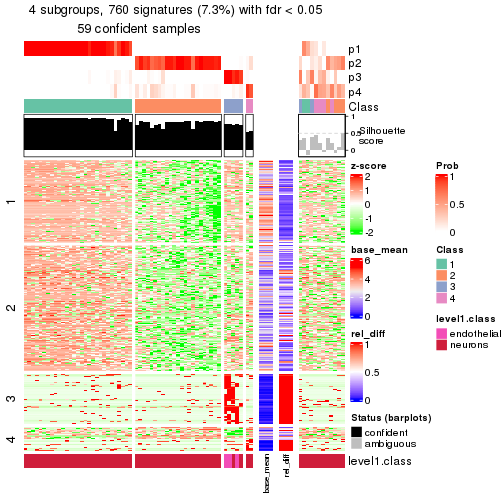 4 subgroups, 760 signatures (7.3%) with fdr < 0.05
59 confident samples
p1
p2
p3
p4
Class
1
0.5
0
Silhouette
score
1
2
3
4
z-score
2
1
0
-1
-2
Prob
1
0.5
0
base_mean
6
4
2
0
Class
1
2
3
4
level1.class
endothelial
neurons
rel_diff
1
0.5
0
Status (barplots)
confident
ambiguous
level1.class
base_mean
rel_diff